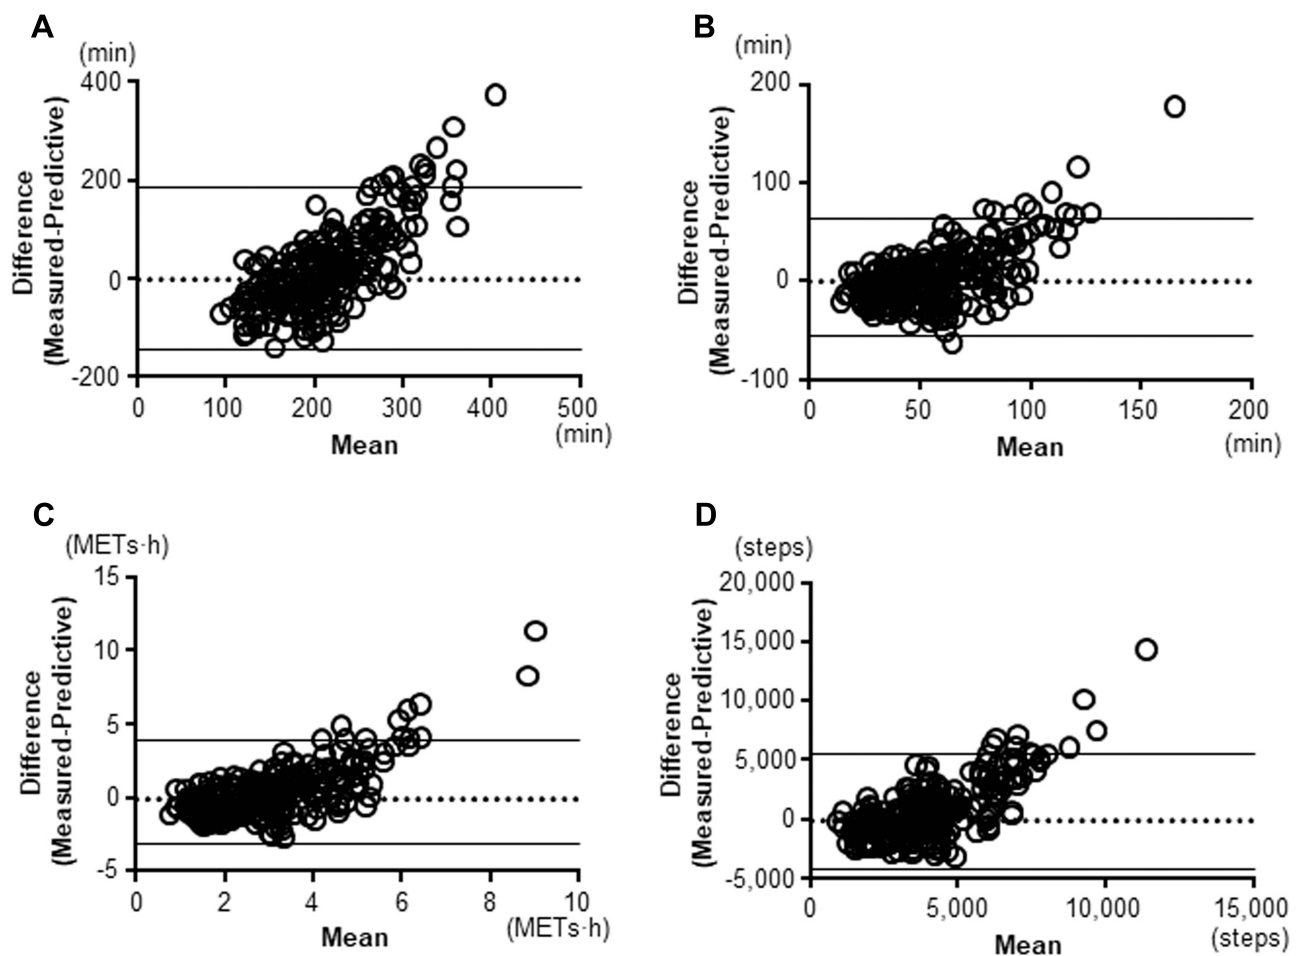 A
(min)
400
200
0
-200
Difference
(Measured-Predictive)
0 100 200 300 400 500
(min)
Mean
B
(min)
200
100
0
-100
Difference
(Measured-Predictive)
0 50 100 150 200
Mean (min)
C
(METs·h)
15
10
5
0
-5
Difference
(Measured-Predictive)
0 2 4 6 8 10
(METs·h)
Mean
D
(steps)
20,000
15,000
10,000
5,000
0
-5,000
Difference
(Measured-Predictive)
0 5,000 10,000 15,000
(steps)
Mean